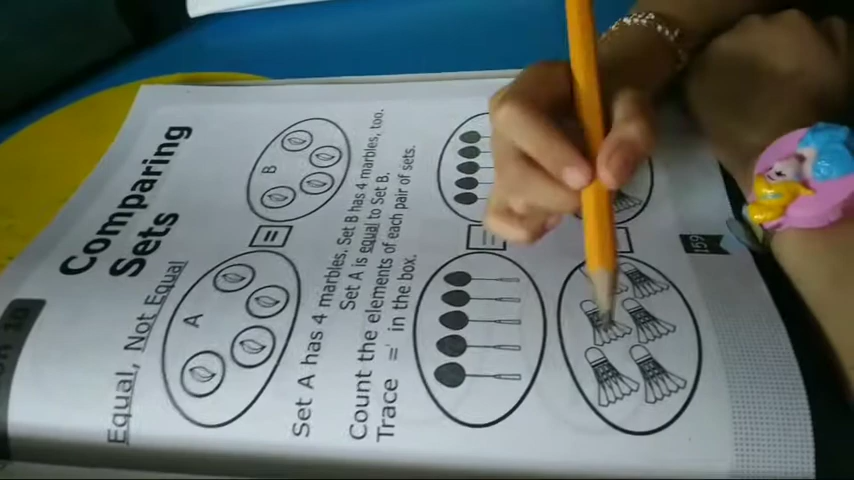 Comparing
Sets
Equal, Not Equal
A
=
B
Set A has 4 marbles. Set B has 4 marbles, too.
Set A is equal to Set B.
Count the elements of each pair of sets.
Trace = in the box.
=
159